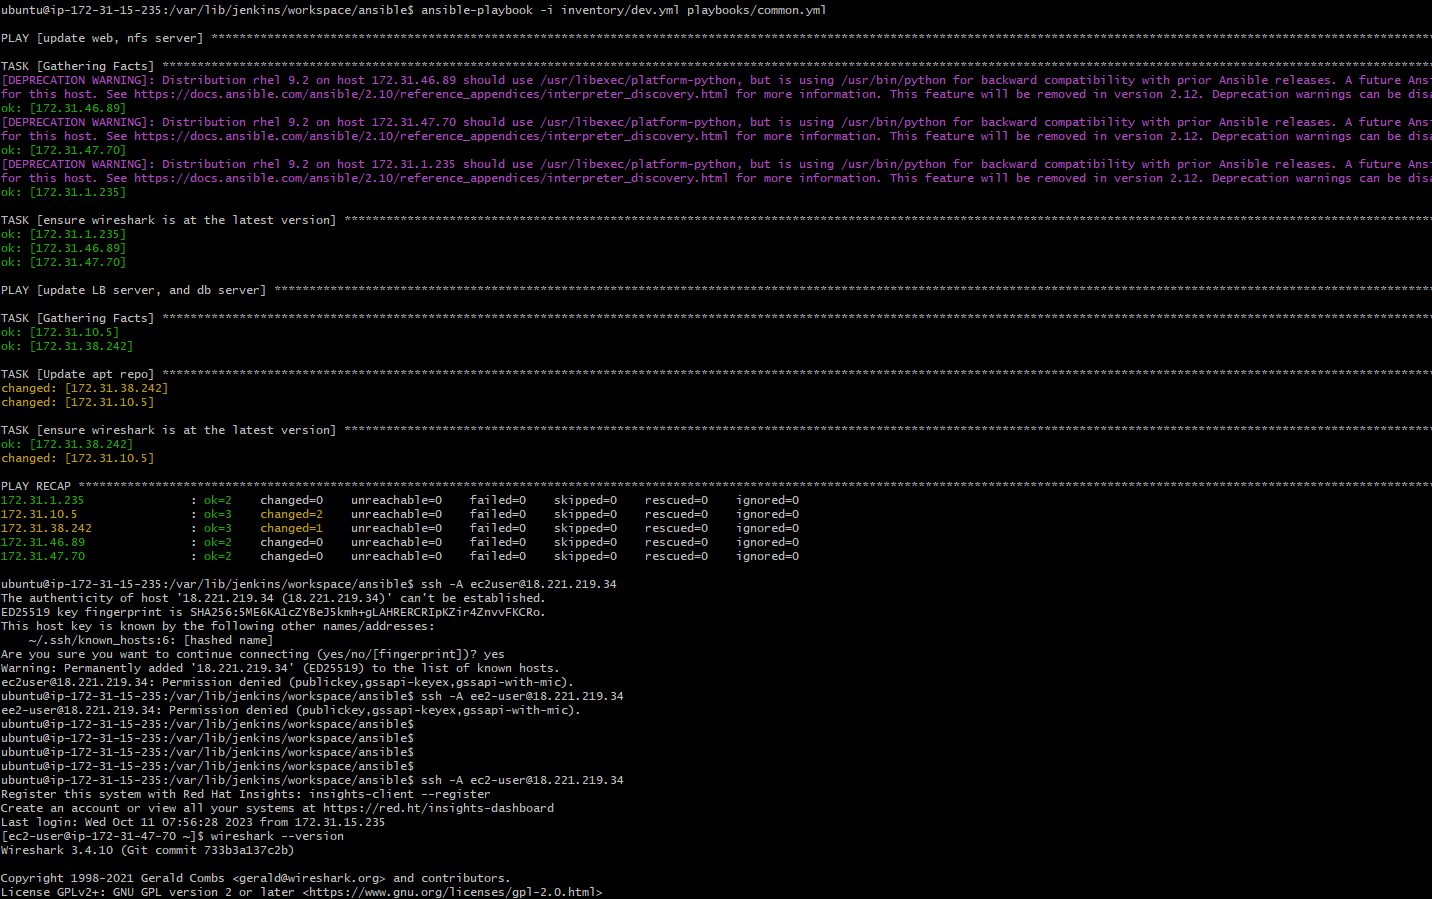 ubuntu@ip-172-31-15-235:/var/lib/jenkins/workspace/ansible$ ansible-playbook -i inventory/dev.yml playbooks/common.yml
PLAY [update web, nfs server] ****************************************************************************************************************************************************************************
TASK [Gathering Facts] ***********************************************************************************************************************************************************************************
[DEPRECATION WARNING]: Distribution rhel 9.2 on host 172.31.46.89 should use /usr/libexec/platform-python, but is using /usr/bin/python for backward compatibility with prior Ansible releases. A future Ans
for this host. See https://docs.ansible.com/ansible/2.10/reference_appendices/interpreter_discovery.html for more information. This feature will be removed in version 2.12. Deprecation warnings can be dis
ok: [172.31.46.89]
[DEPRECATION WARNING]: Distribution rhel 9.2 on host 172.31.47.70 should use /usr/libexec/platform-python, but is using /usr/bin/python for backward compatibility with prior Ansible releases. A future Ans
for this host. See https://docs.ansible.com/ansible/2.10/reference_appendices/interpreter_discovery.html for more information. This feature will be removed in version 2.12. Deprecation warnings can be dis
ok: [172.31.47.70]
[DEPRECATION WARNING]: Distribution rhel 9.2 on host 172.31.1.235 should use /usr/libexec/platform-python, but is using /usr/bin/python for backward compatibility with prior Ansible releases. A future Ans
for this host. See https://docs.ansible.com/ansible/2.10/reference_appendices/interpreter_discovery.html for more information. This feature will be removed in version 2.12. Deprecation warnings can be dis
ok: [172.31.1.235]
TASK [ensure wireshark is at the latest version] *********************************************************************************************************************************************************
ok: [172.31.1.235]
ok: [172.31.46.89]
ok: [172.31.47.70]
PLAY [update LB server, and db server] *******************************************************************************************************************************************************************
TASK [Gathering Facts] ***********************************************************************************************************************************************************************************
ok: [172.31.10.5]
ok: [172.31.38.242]
TASK [Update apt repo] ***********************************************************************************************************************************************************************************
changed: [172.31.38.242]
changed: [172.31.10.5]
TASK [ensure wireshark is at the latest version] *********************************************************************************************************************************************************
ok: [172.31.38.242]
changed: [172.31.10.5]
PLAY RECAP ***********************************************************************************************************************************************************************************************
172.31.1.235               : ok=2    changed=0    unreachable=0    failed=0    skipped=0    rescued=0    ignored=0
172.31.10.5                : ok=3    changed=2    unreachable=0    failed=0    skipped=0    rescued=0    ignored=0
172.31.38.242              : ok=3    changed=1    unreachable=0    failed=0    skipped=0    rescued=0    ignored=0
172.31.46.89               : ok=2    changed=0    unreachable=0    failed=0    skipped=0    rescued=0    ignored=0
172.31.47.70               : ok=2    changed=0    unreachable=0    failed=0    skipped=0    rescued=0    ignored=0
ubuntu@ip-172-31-15-235:/var/lib/jenkins/workspace/ansible$ ssh -A ec2user@18.221.219.34
The authenticity of host '18.221.219.34 (18.221.219.34)' can't be established.
ED25519 key fingerprint is SHA256:5ME6KA1cZYBeJ5kmh+gLAHRERCRIpKZir4ZnvvFKCRo.
This host key is known by the following other names/addresses:
    ~/.ssh/known_hosts:6: [hashed name]
Are you sure you want to continue connecting (yes/no/[fingerprint])? yes
Warning: Permanently added '18.221.219.34' (ED25519) to the list of known hosts.
ec2user@18.221.219.34: Permission denied (publickey,gssapi-keyex,gssapi-with-mic).
ubuntu@ip-172-31-15-235:/var/lib/jenkins/workspace/ansible$ ssh -A ee2-user@18.221.219.34
ee2-user@18.221.219.34: Permission denied (publickey,gssapi-keyex,gssapi-with-mic).
ubuntu@ip-172-31-15-235:/var/lib/jenkins/workspace/ansible$
ubuntu@ip-172-31-15-235:/var/lib/jenkins/workspace/ansible$
ubuntu@ip-172-31-15-235:/var/lib/jenkins/workspace/ansible$
ubuntu@ip-172-31-15-235:/var/lib/jenkins/workspace/ansible$
ubuntu@ip-172-31-15-235:/var/lib/jenkins/workspace/ansible$ ssh -A ec2-user@18.221.219.34
Register this system with Red Hat Insights: insights-client --register
Create an account or view all your systems at https://red.ht/insights-dashboard
Last login: Wed Oct 11 07:56:28 2023 from 172.31.15.235
[ec2-user@ip-172-31-47-70 ~]$ wireshark --version
Wireshark 3.4.10 (Git commit 733b3a137c2b)
Copyright 1998-2021 Gerald Combs <gerald@wireshark.org> and contributors.
License GPLv2+: GNU GPL version 2 or later <https://www.gnu.org/licenses/gpl-2.0.html>